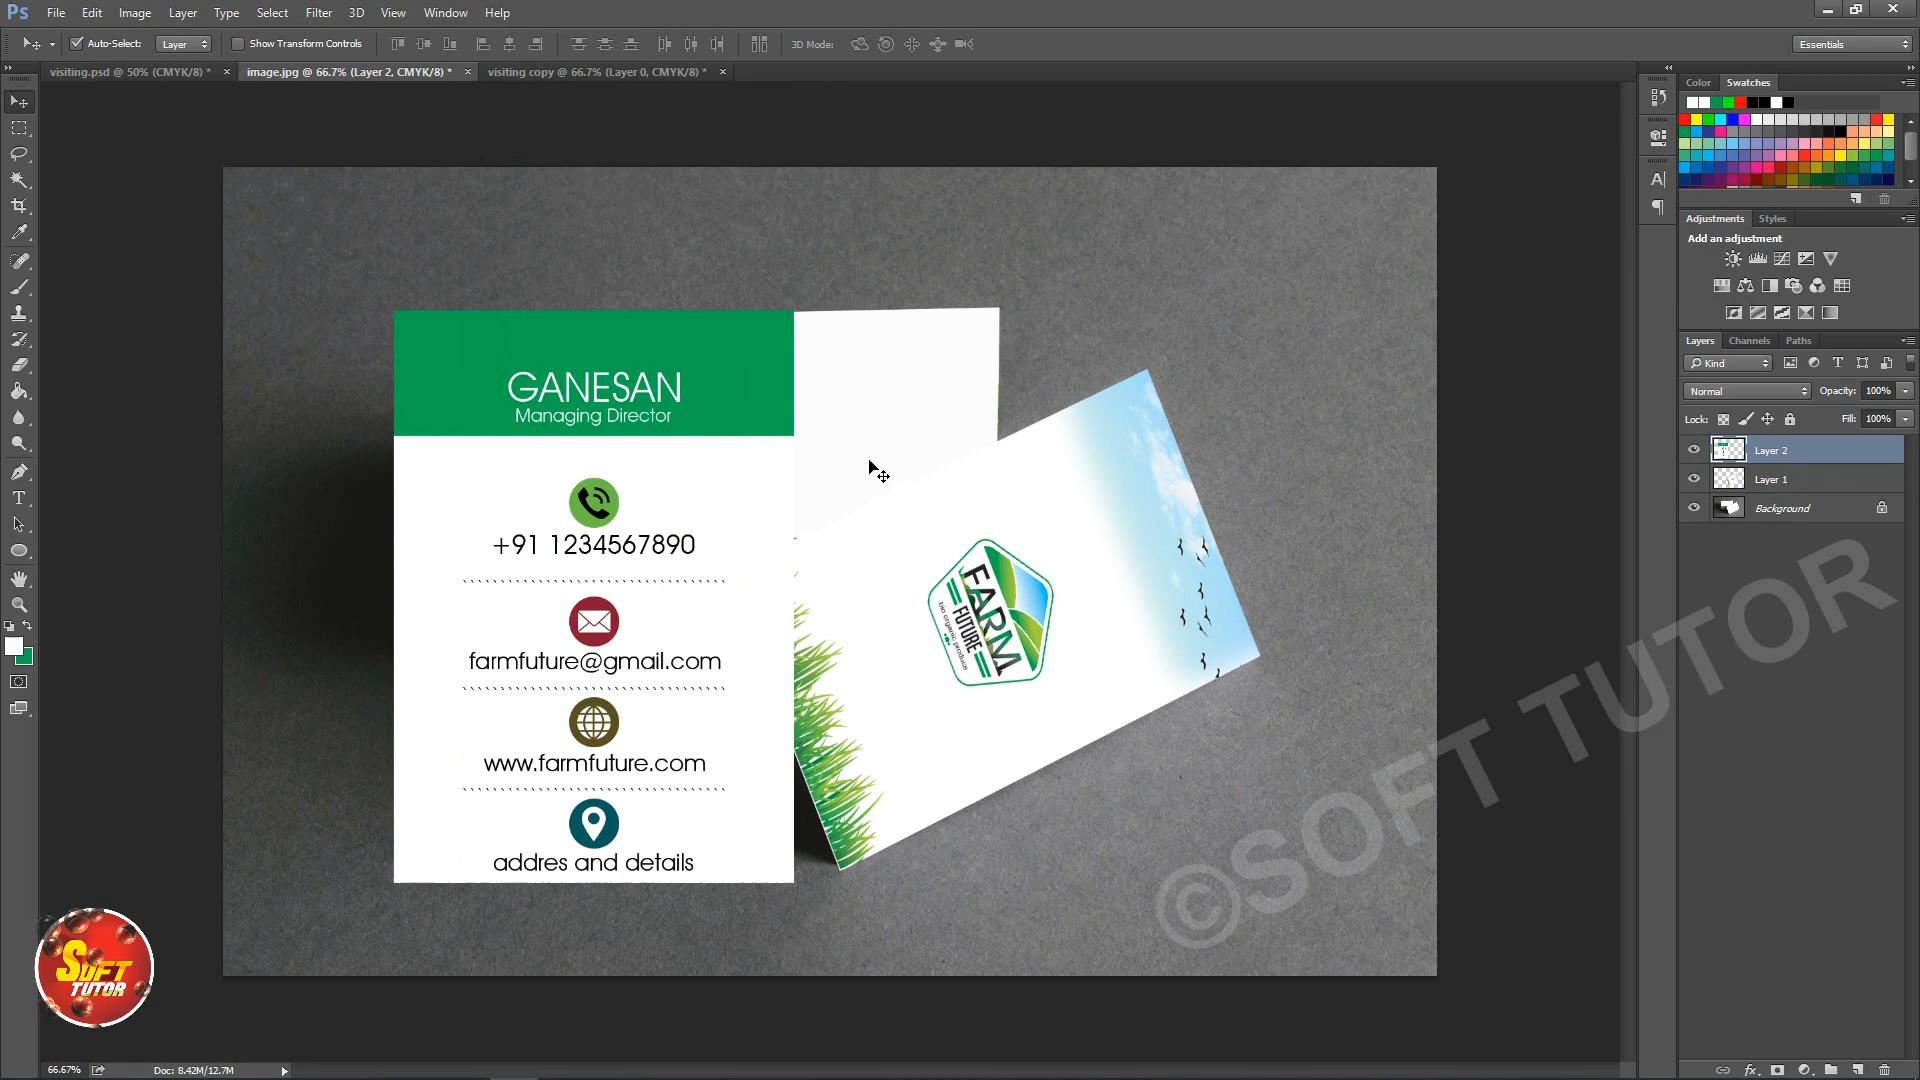 Ps File Edit Image Layer Type Select Filter 3D View Window Help
Auto-Select: Layer Show Transform Controls 3D Mode: Essentials
visiting.psd @ 50% (CMYK/8) * × image.jpg @ 66.7% (Layer 2, CMYK/8) * × visiting copy @ 66.7% (Layer 0, CMYK/8) * ×
Color Swatches
Adjustments Styles
Add an adjustment
Layers Channels Paths
Kind
Normal Opacity: 100%
Lock: Fill: 100%
Layer 2
Layer 1
Background
GANESAN
Managing Director
+91 1234567890
farmfuture@gmail.com
www.farmfuture.com
addres and details
FARM
FUTURE
bio organic produce
©SOFT TUTOR
SOFT
TUTOR
66.67% Doc: 8.42M/12.7M